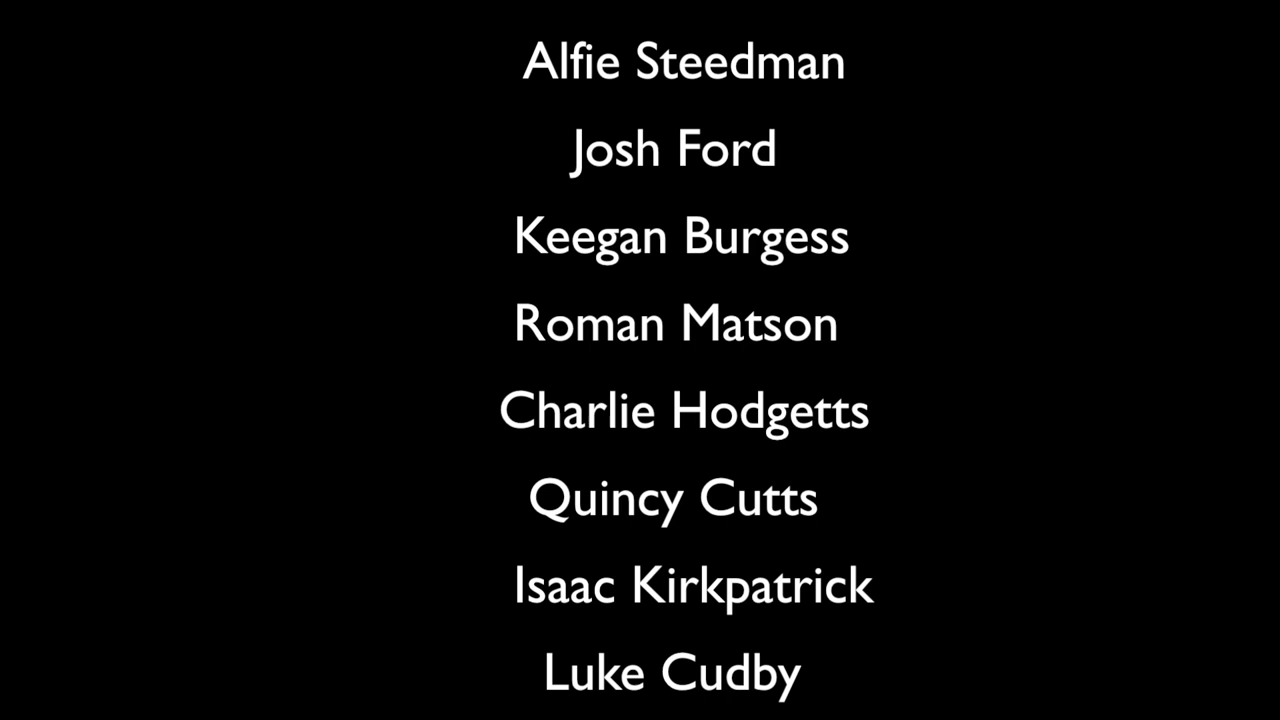 Alfie Steedman
Josh Ford
Keegan Burgess
Roman Matson
Charlie Hodgetts
Quincy Cutts
Isaac Kirkpatrick
Luke Cudby